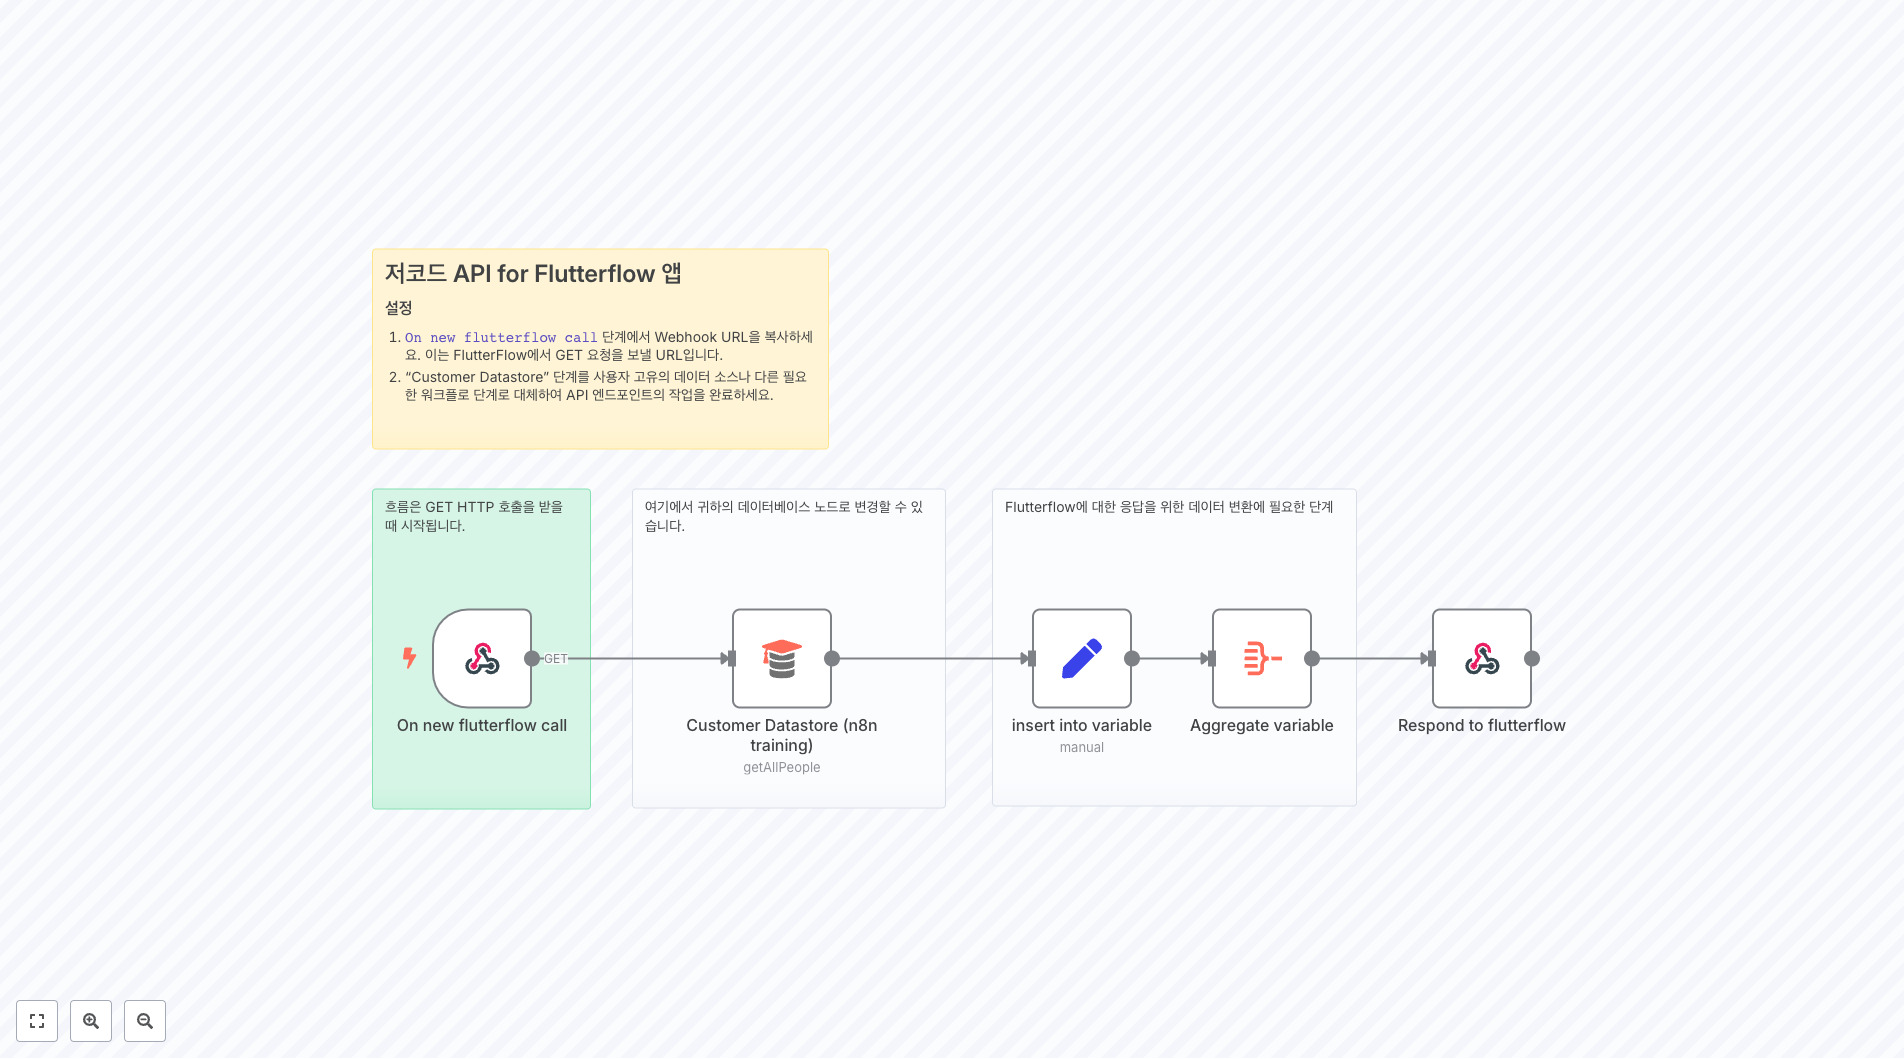 저코드 API for Flutterflow 앱
설정
1. On new flutterflow call 단계에서 Webhook URL을 복사하세
요. 이는 FlutterFlow에서 GET 요청을 보낼 URL입니다.
2. “Customer Datastore” 단계를 사용자 고유의 데이터 소스나 다른 필요
한 워크플로 단계로 대체하여 API 엔드포인트의 작업을 완료하세요.
흐름은 GET HTTP 호출을 받을
때 시작됩니다.
여기에서 귀하의 데이터베이스 노드로 변경할 수 있
습니다.
Flutterflow에 대한 응답을 위한 데이터 변환에 필요한 단계
GET
On new flutterflow call
Customer Datastore (n8n
training)
getAllPeople
insert into variable
manual
Aggregate variable
Respond to flutterflow